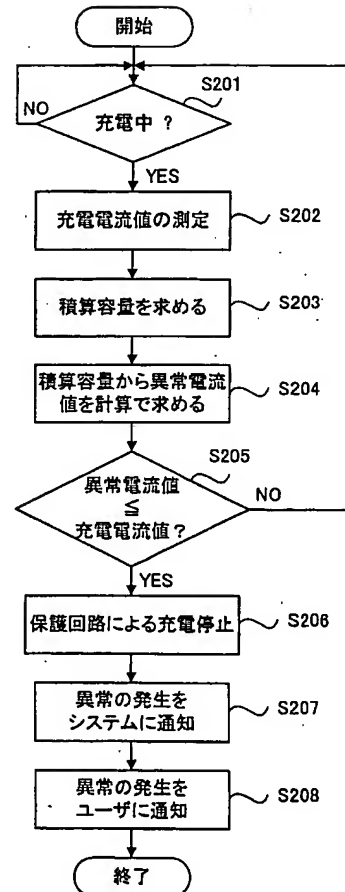 開始
S201
NO
充電中 ?
YES
充電電流値の測定
S202
積算容量を求める
S203
積算容量から異常電流
値を計算で求める
S204
S205
異常電流値
≦
充電電流値?
NO
YES
保護回路による充電停止
S206
異常の発生を
システムに通知
S207
異常の発生を
ユーザに通知
S208
終了